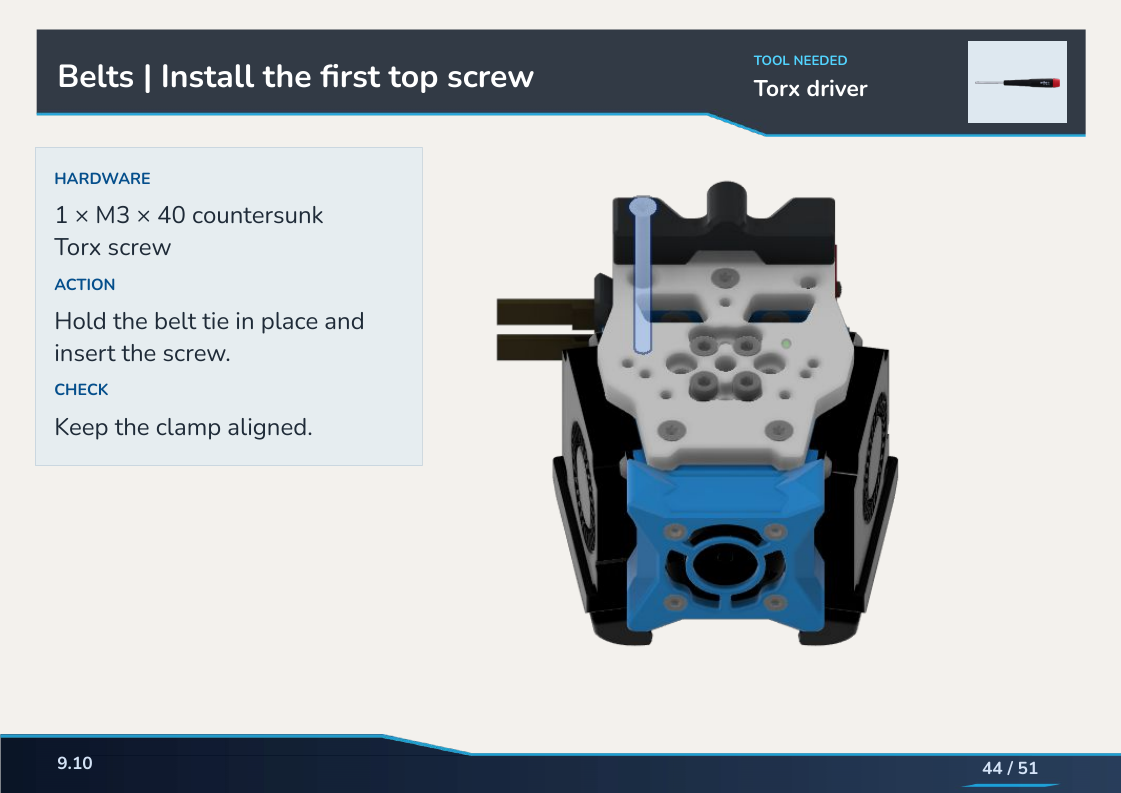 Belts | Install the first top screw
TOOL NEEDED
Torx driver
HARDWARE
1 × M3 × 40 countersunk
Torx screw
ACTION
Hold the belt tie in place and
insert the screw.
CHECK
Keep the clamp aligned.
9.10
44 / 51